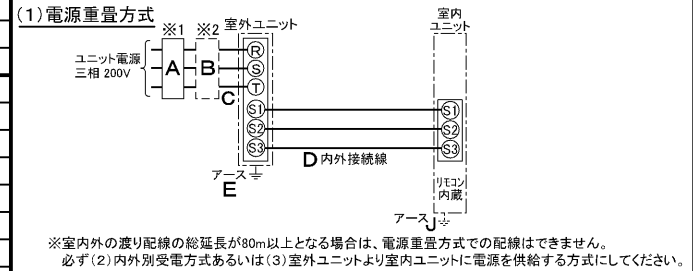 (1)電源重畳方式
※1 ※2 室外ユニット 室内ユニット
ユニット電源
三相 200V
A B C
R
S
T
S1 S1
S2 S2
S3 S3
D 内外接続線
アース
E
リモコン
内蔵
アース J
※室内外の渡り配線の総延長が80m以上となる場合は、電源重畳方式での配線はできません。
必ず(2)内外別受電方式あるいは(3)室外ユニットより室内ユニットに電源を供給する方式にしてください。